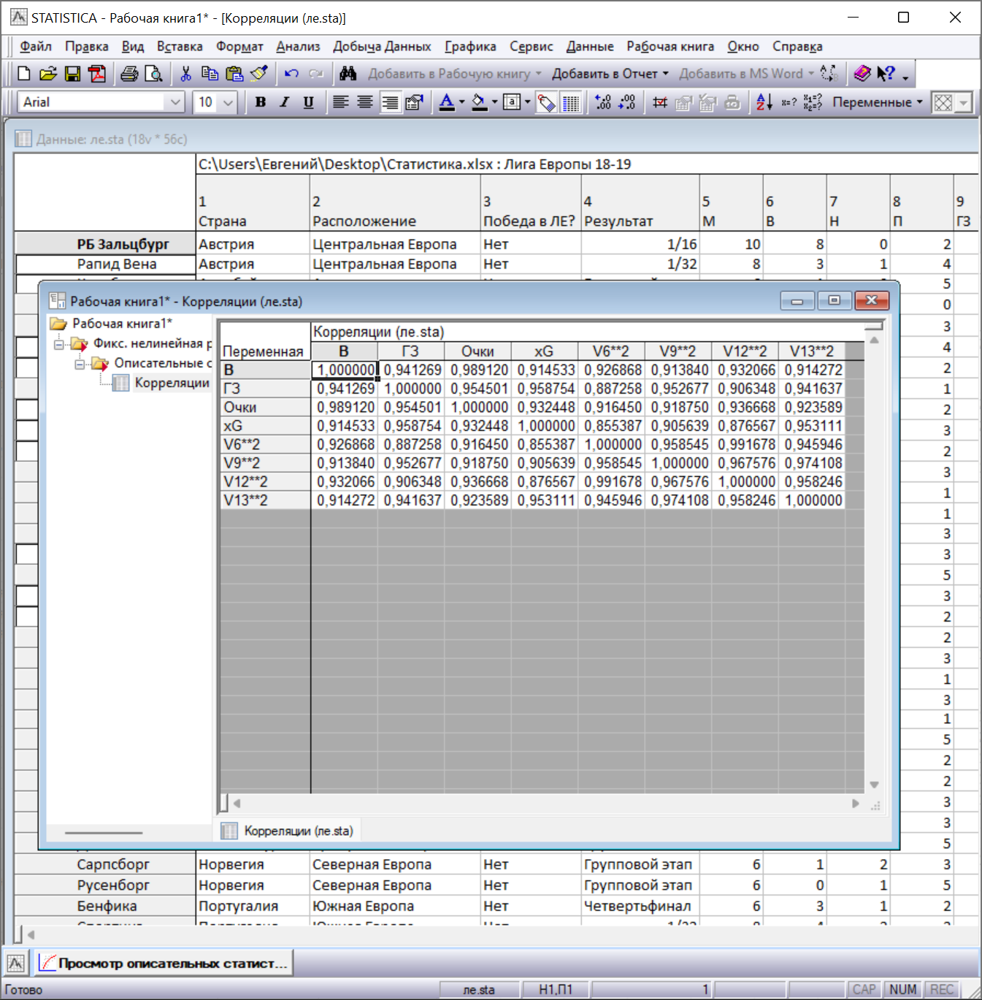 STATISTICA - Рабочая книга1* - [Корреляции (ле.sta)]
Файл Правка Вид Вставка Формат Анализ Добыча Данных Графика Сервис Данные Рабочая книга Окно Справка
Добавить в Рабочую книгу Добавить в Отчет Добавить в MS Word
Arial 10 B I U Переменные
Данные: ле.sta (18v * 56c)
C:\Users\Евгений\Desktop\Статистика.xlsx : Лига Европы 18-19
1 2 3 4 5 6 7 8 9
Страна Расположение Победа в ЛЕ? Результат М В Н П ГЗ
РБ Зальцбург Австрия Центральная Европа Нет 1/16 10 8 0 2
Рапид Вена Австрия Центральная Европа Нет 1/32 8 3 1 4
5
Рабочая книга1* - Корреляции (ле.sta)
0
Рабочая книга1*
Фикс. нелинейная р
Описательные с
Корреляции
Корреляции (ле.sta)
Переменная В ГЗ Очки xG V6**2 V9**2 V12**2 V13**2
В 1,000000 0,941269 0,989120 0,914533 0,926868 0,913840 0,932066 0,914272
ГЗ 0,941269 1,000000 0,954501 0,958754 0,887258 0,952677 0,906348 0,941637
Очки 0,989120 0,954501 1,000000 0,932448 0,916450 0,918750 0,936668 0,923589
xG 0,914533 0,958754 0,932448 1,000000 0,855387 0,905639 0,876567 0,953111
V6**2 0,926868 0,887258 0,916450 0,855387 1,000000 0,958545 0,991678 0,945946
V9**2 0,913840 0,952677 0,918750 0,905639 0,958545 1,000000 0,967576 0,974108
V12**2 0,932066 0,906348 0,936668 0,876567 0,991678 0,967576 1,000000 0,958246
V13**2 0,914272 0,941637 0,923589 0,953111 0,945946 0,974108 0,958246 1,000000
3
4
2
1
2
3
2
3
1
1
3
3
5
3
2
2
3
1
3
1
5
2
2
3
3
5
Корреляции (ле.sta)
Сарпсборг Норвегия Северная Европа Нет Групповой этап 6 1 2 3
Русенборг Норвегия Северная Европа Нет Групповой этап 6 0 1 5
Бенфика Португалия Южная Европа Нет Четвертьфинал 6 3 1 2
Просмотр описательных статист...
Готово ле.sta Н1,П1 1 CAP NUM REC